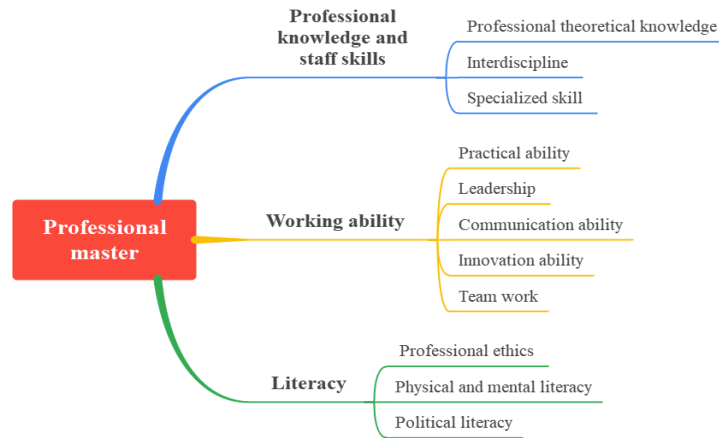 Professional
master
Professional
knowledge and
staff skills
Professional theoretical knowledge
Interdiscipline
Specialized skill
Working ability
Practical ability
Leadership
Communication ability
Innovation ability
Team work
Literacy
Professional ethics
Physical and mental literacy
Political literacy